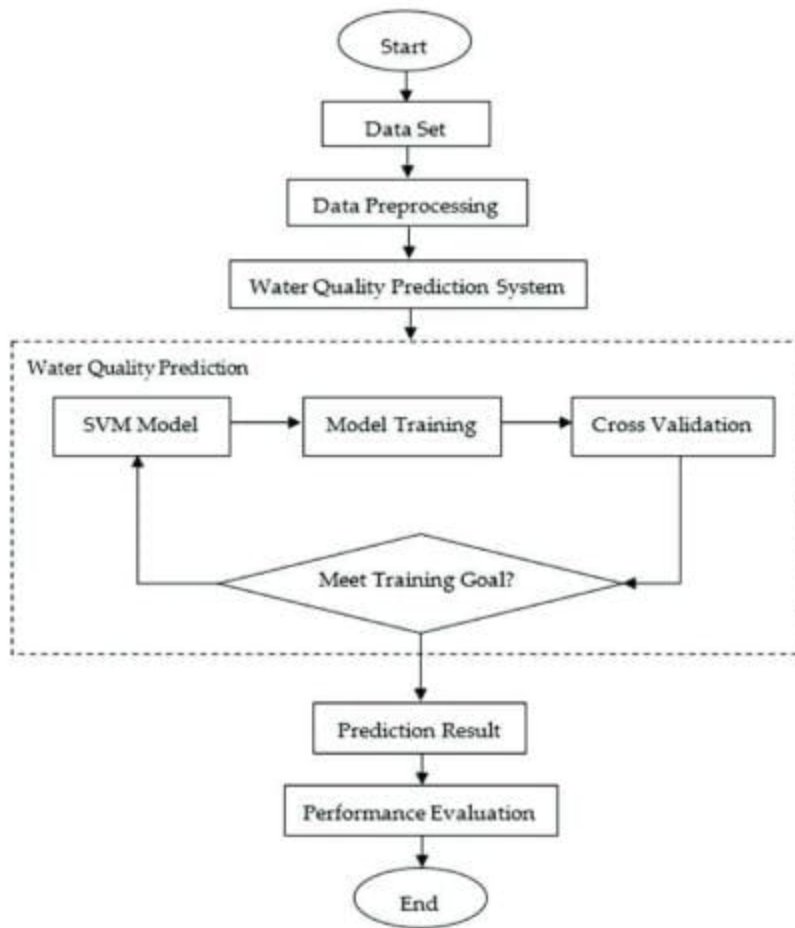 Start
Data Set
Data Preprocessing
Water Quality Prediction System
Water Quality Prediction
SVM Model
Model Training
Cross Validation
Meet Training Goal?
Prediction Result
Performance Evaluation
End